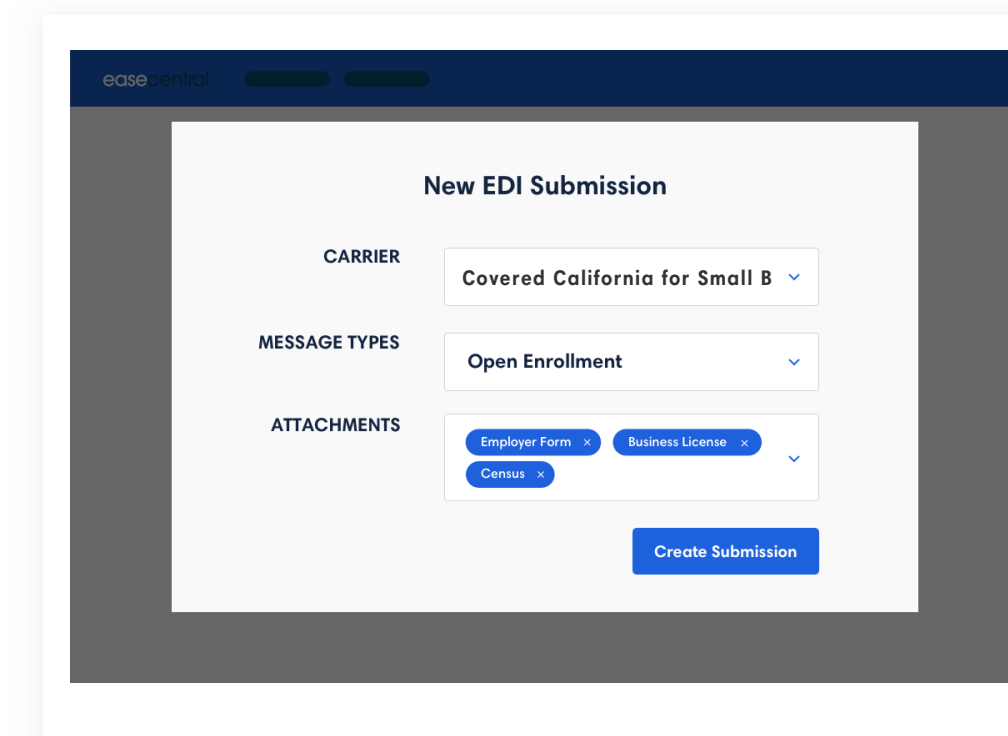 easecentral
New EDI Submission
CARRIER
Covered California for Small B
MESSAGE TYPES
Open Enrollment
ATTACHMENTS
Employer Form × Business License ×
Census ×
Create Submission